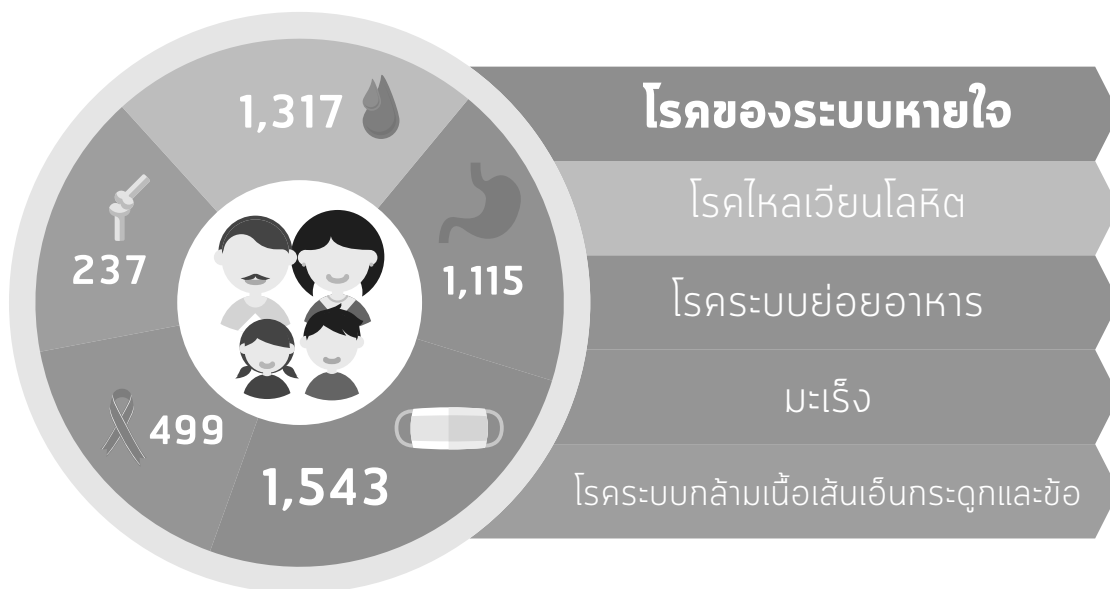 1,317
237
1,115
499
1,543
โรคของระบบหายใจ
โรคไหลเวียนโลหิต
โรคระบบย่อยอาหาร
มะเร็ง
โรคระบบกล้ามเนื้อเส้นเอ็นกระดูกและข้อ